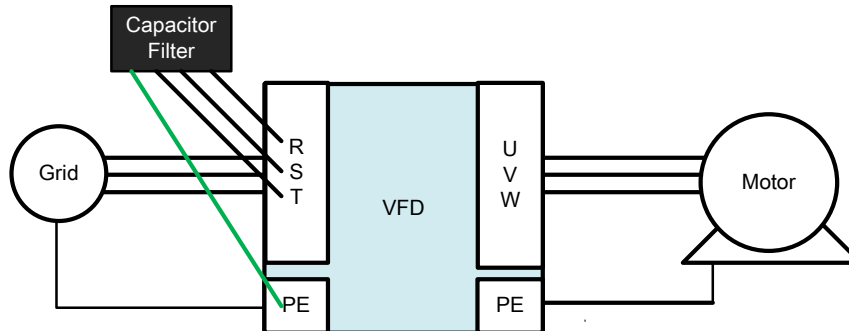 Capacitor
Filter
Grid
R
S
T
VFD
U
V
W
Motor
PE
PE